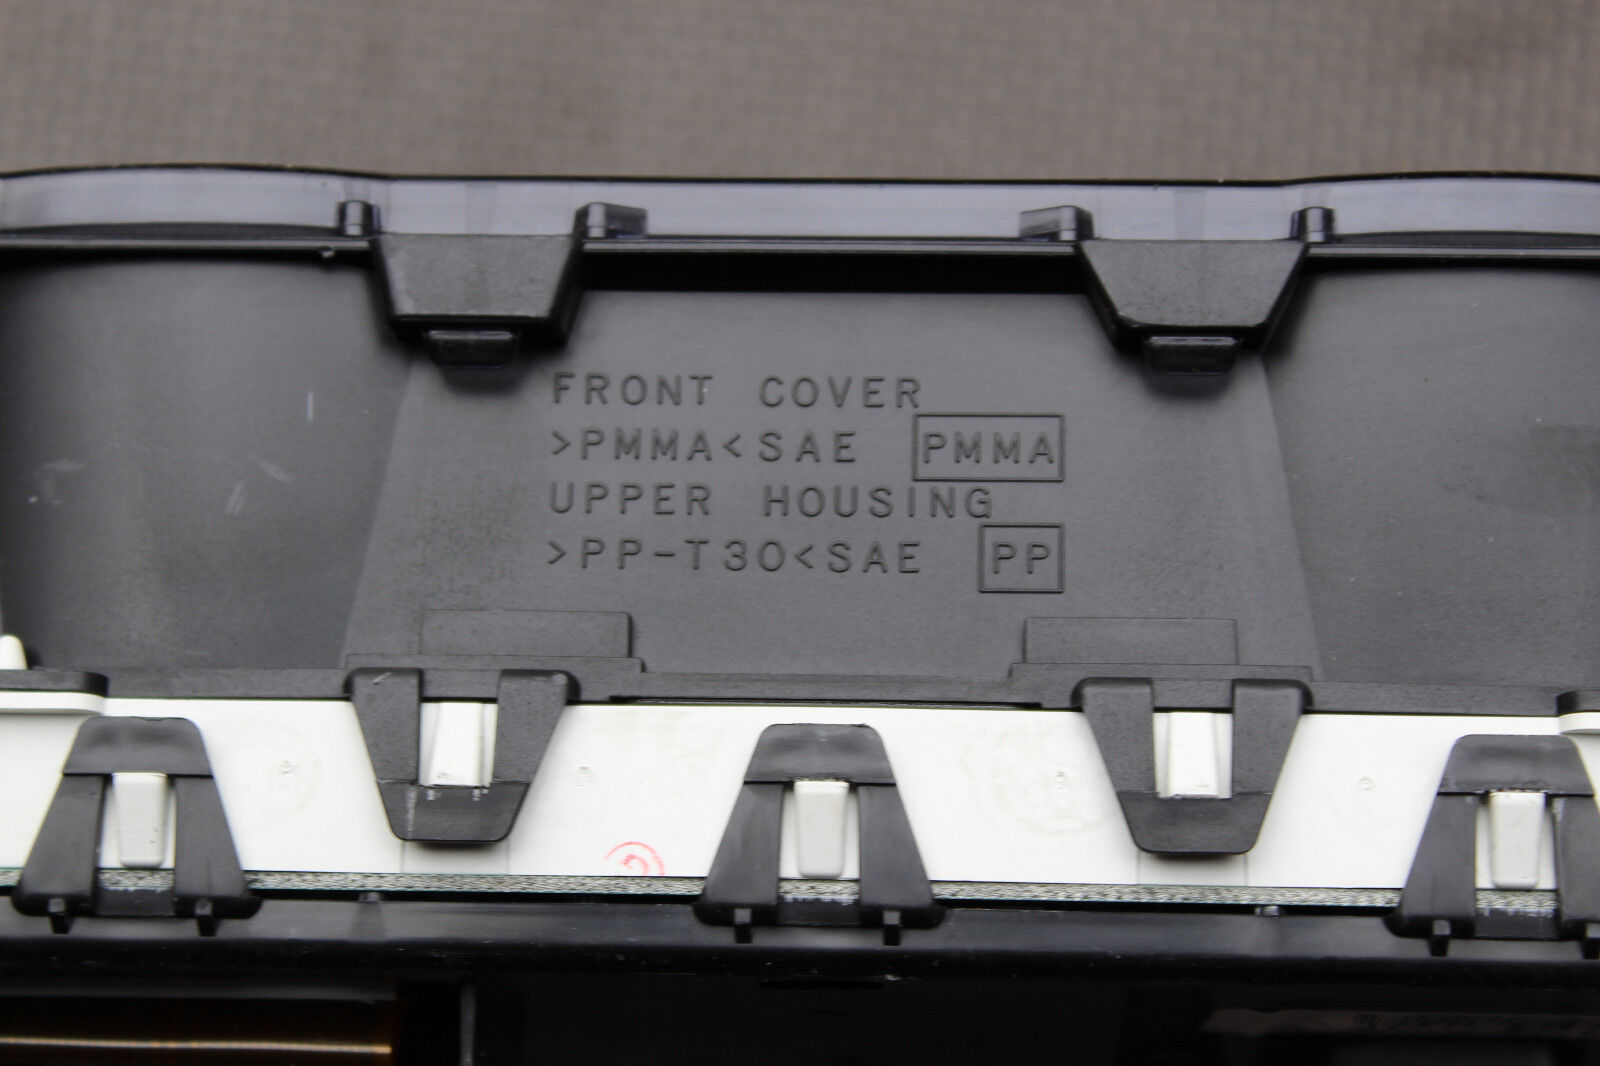 FRONT COVER
>PMMA<SAE PMMA
UPPER HOUSING
>PP-T30<SAE PP